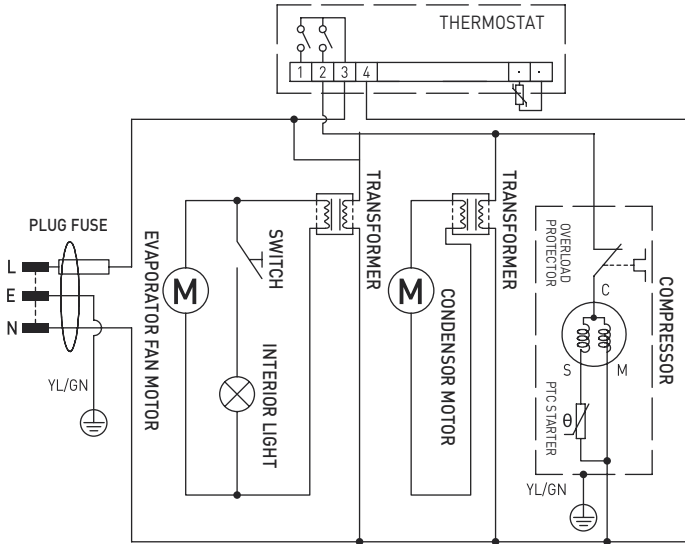 THERMOSTAT
1 2 3 4
PLUG FUSE
L
E
N
YL/GN
EVAPORATOR FAN MOTOR
M
SWITCH
INTERIOR LIGHT
TRANSFORMER
M
CONDENSOR MOTOR
TRANSFORMER
OVERLOAD
PROTECTOR
C
S
M
θ
PTC STARTER
COMPRESSOR
YL/GN